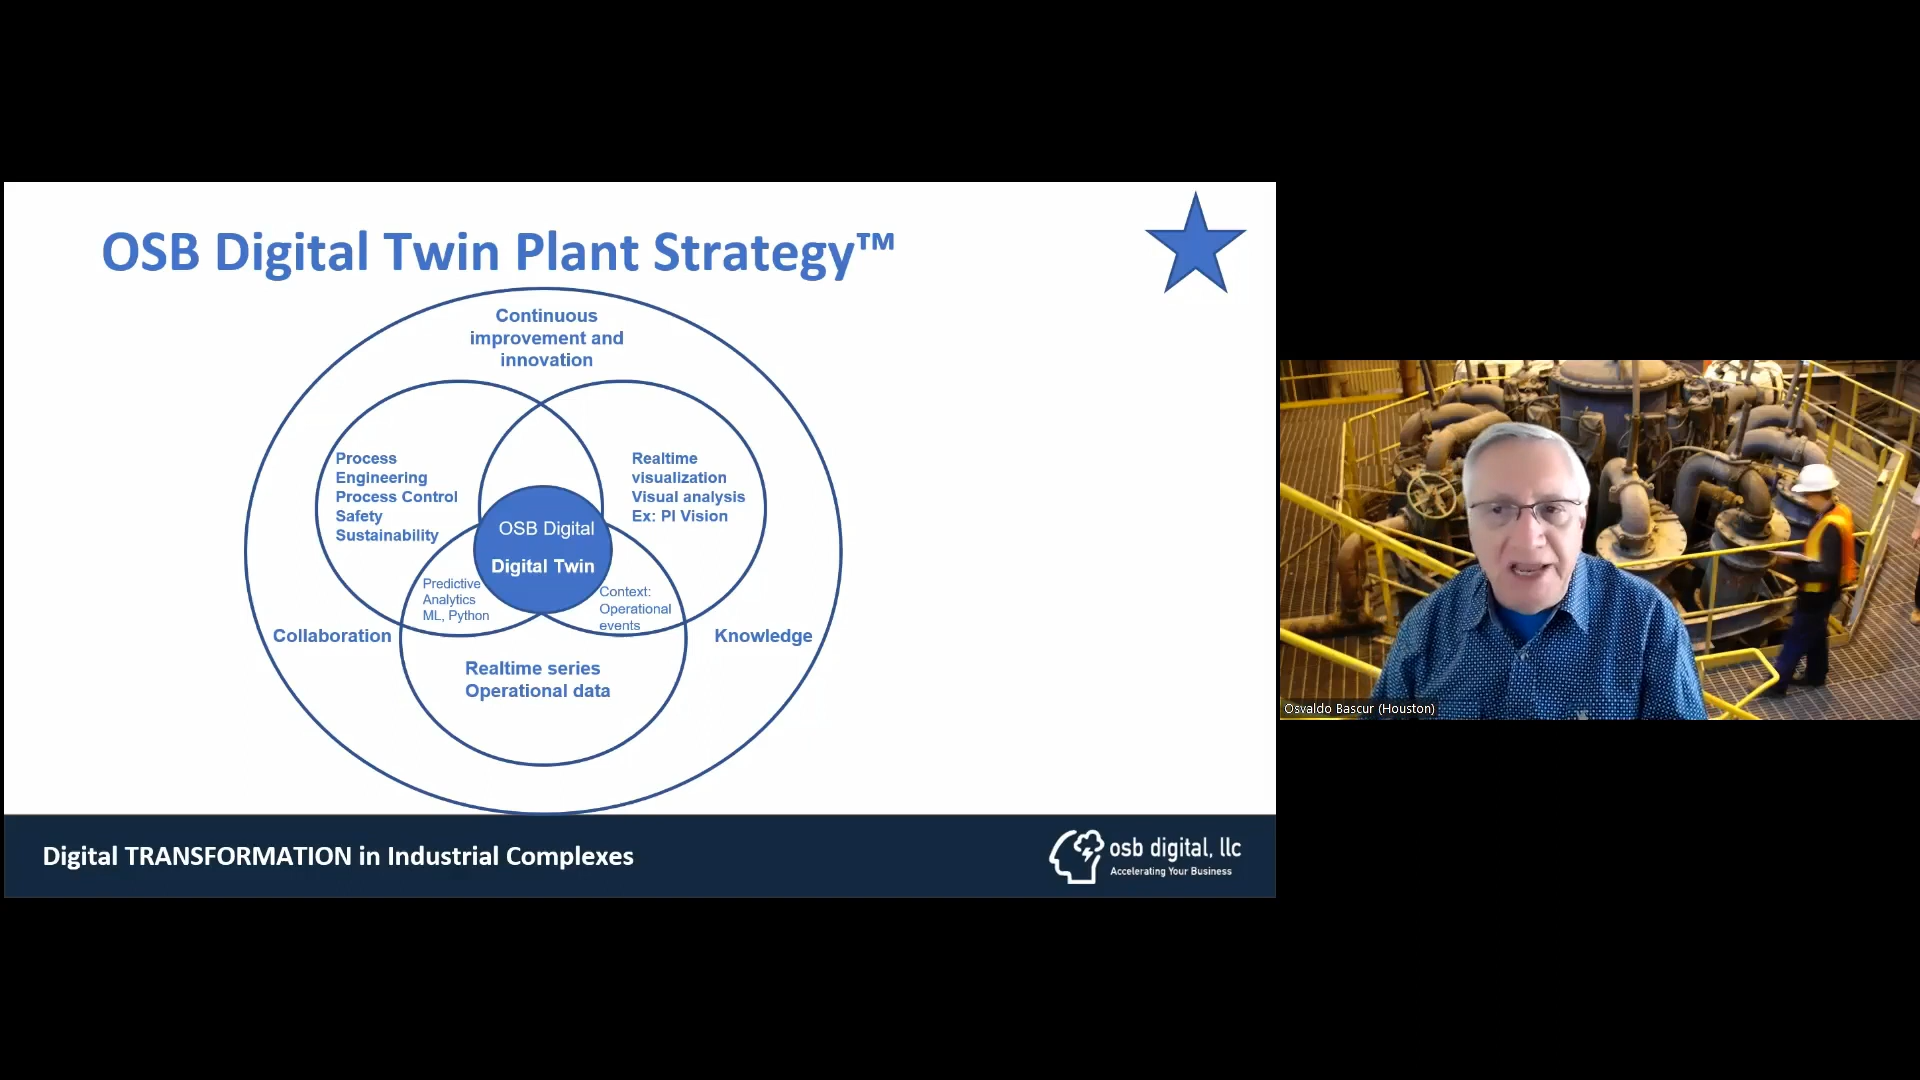 OSB Digital Twin Plant Strategy™
Continuous
improvement and
innovation
Process
Engineering
Process Control
Safety
Sustainability
Realtime
visualization
Visual analysis
Ex: PI Vision
OSB Digital
Digital Twin
Predictive
Analytics
ML, Python
Context:
Operational
events
Collaboration
Knowledge
Realtime series
Operational data
Digital TRANSFORMATION in Industrial Complexes
osb digital, llc
Accelerating Your Business
Osvaldo Bascur (Houston)